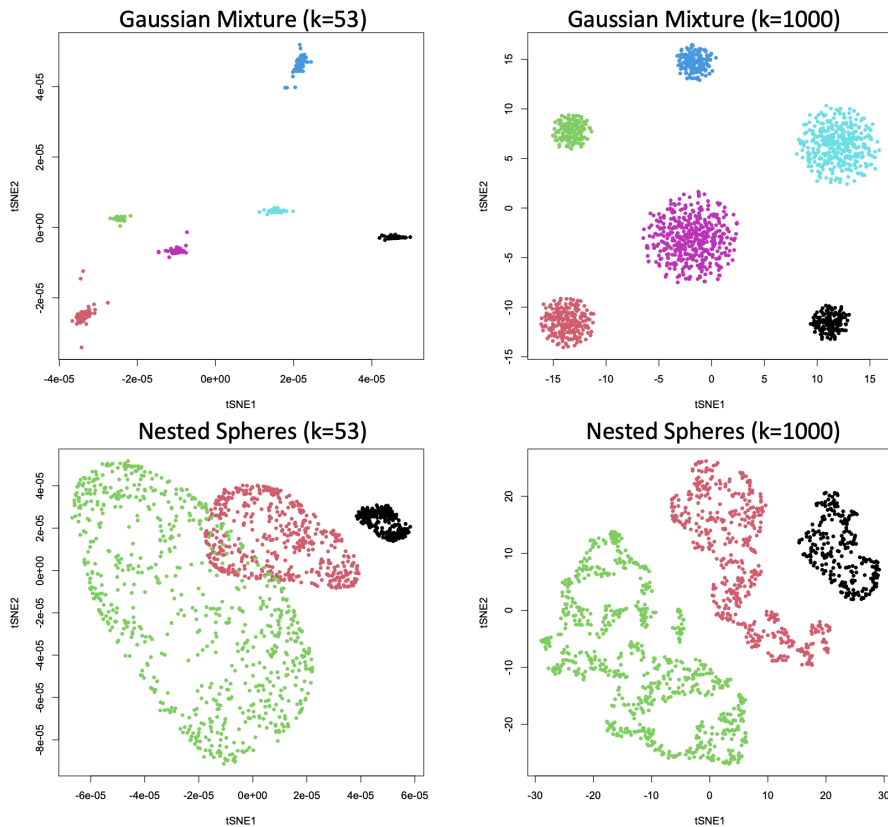 Gaussian Mixture (k=53)
4e-05
2e-05
0e+00
-2e-05
tSNE2
-4e-05 -2e-05 0e+00 2e-05 4e-05
tSNE1
Gaussian Mixture (k=1000)
15
10
5
0
-5
-10
-15
tSNE2
-15 -10 -5 0 5 10 15
tSNE1
Nested Spheres (k=53)
4e-05
2e-05
0e+00
-2e-05
-4e-05
-6e-05
-8e-05
tSNE2
-6e-05 -4e-05 -2e-05 0e+00 2e-05 4e-05 6e-05
tSNE1
Nested Spheres (k=1000)
20
10
0
-10
-20
tSNE2
-30 -20 -10 0 10 20 30
tSNE1